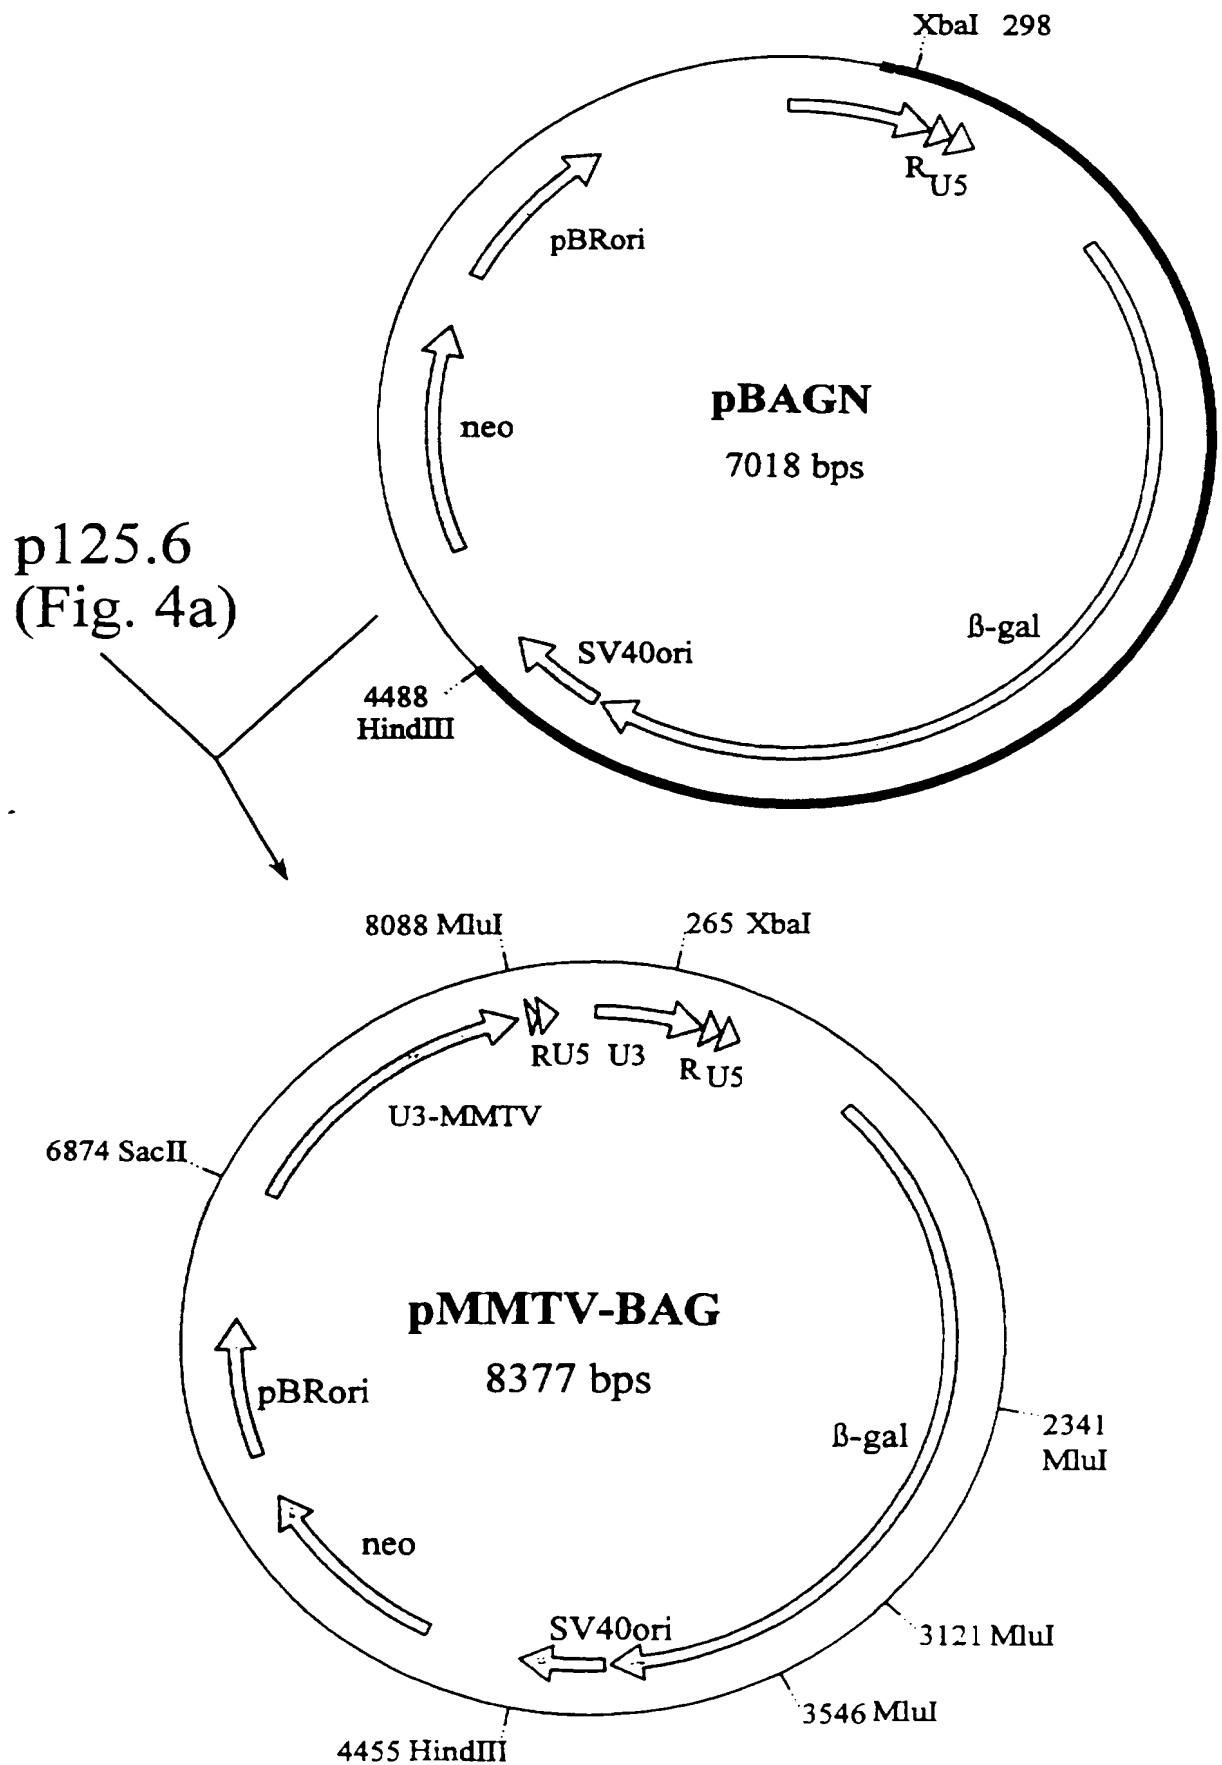 XbaI 298
R
U5
pBRori
pBAGN
7018 bps
neo
p125.6
(Fig. 4a)
ß-gal
SV40ori
4488
HindIII
8088 MluI
265 XbaI
RU5 U3
R U5
U3-MMTV
6874 SacII
pMMTV-BAG
8377 bps
pBRori
ß-gal
2341
MluI
neo
SV40ori
3121 MluI
3546 MluI
4455 HindIII